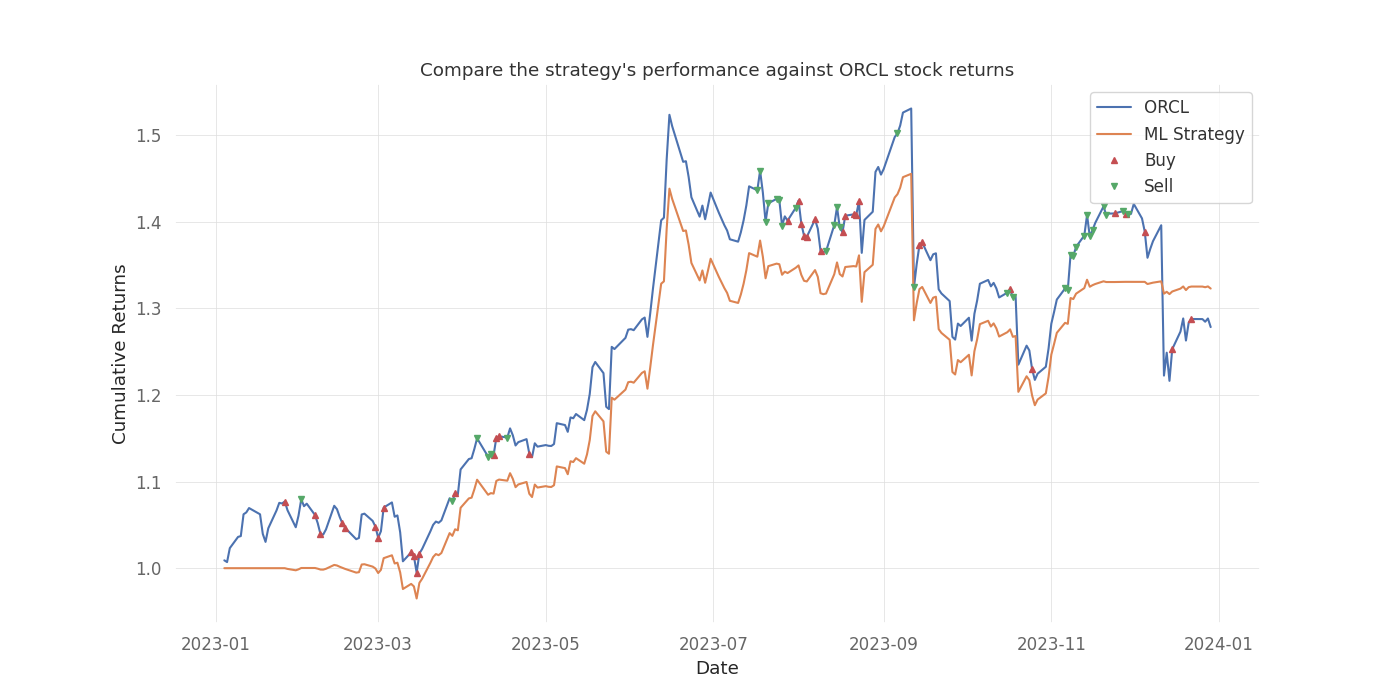 Compare the strategy's performance against ORCL stock returns
ORCL
ML Strategy
Buy
Sell
Cumulative Returns
1.5
1.4
1.3
1.2
1.1
1.0
2023-01 2023-03 2023-05 2023-07 2023-09 2023-11 2024-01
Date